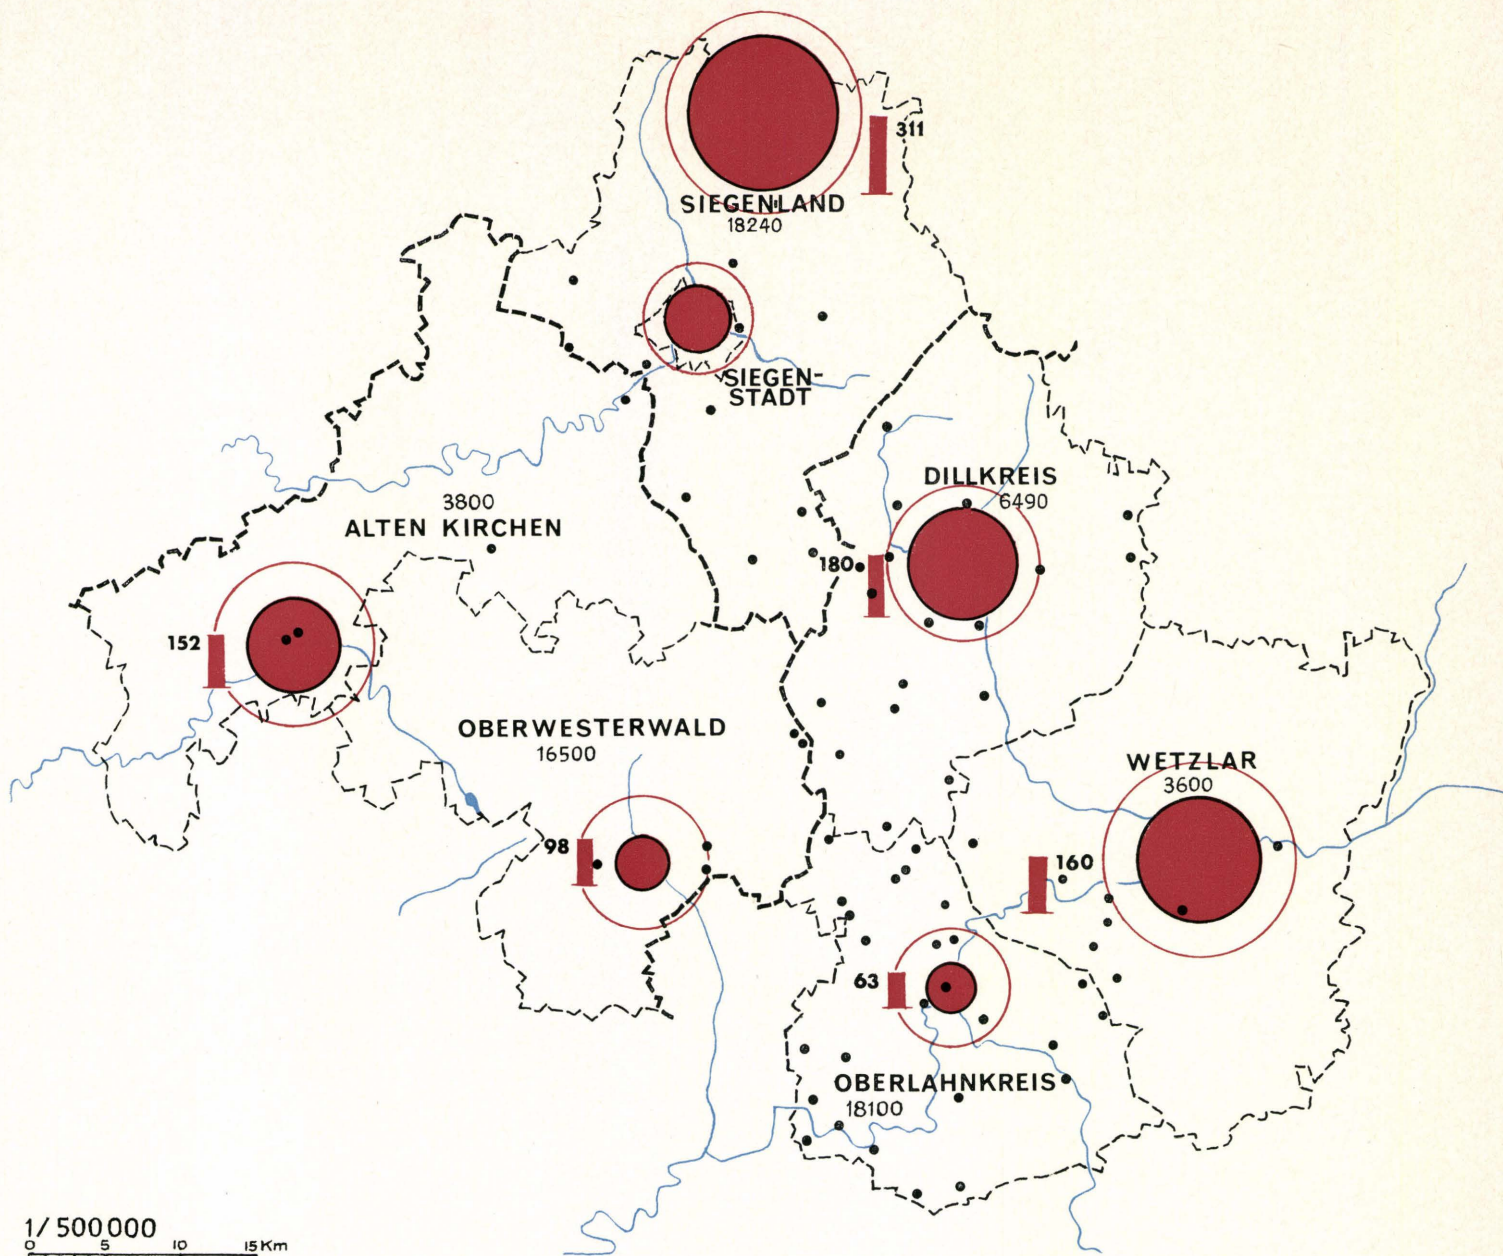 311
SIEGENLAND
18240
SIEGEN-
STADT
DILLKREIS
6490
3800
ALTEN KIRCHEN
180
152
OBERWESTERWALD
16500
WETZLAR
3600
98
160
63
OBERLAHNKREIS
18100
1/500000
0 5 10 15Km